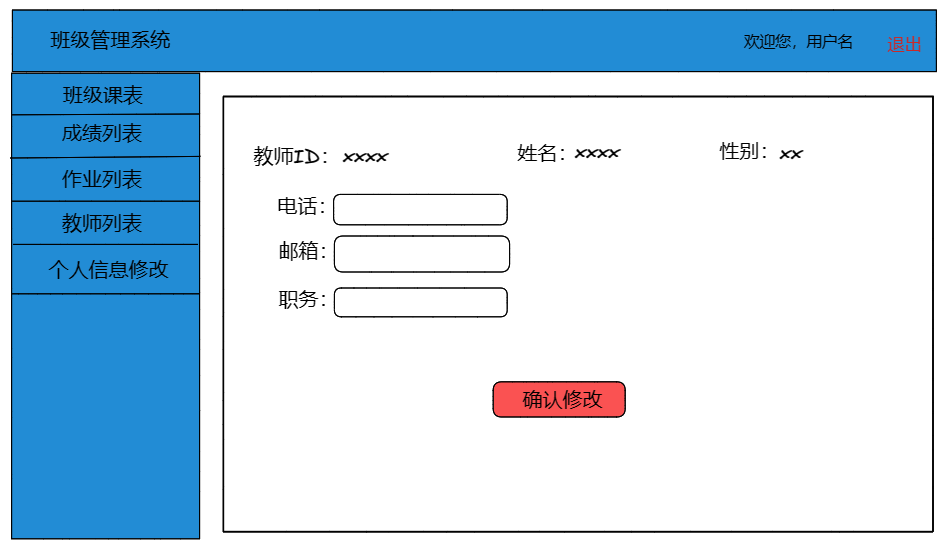 班级管理系统
欢迎您，用户名
退出
班级课表
成绩列表
作业列表
教师列表
个人信息修改
教师ID：xxxx 姓名：xxxx 性别：xx
电话：
邮箱：
职务：
确认修改